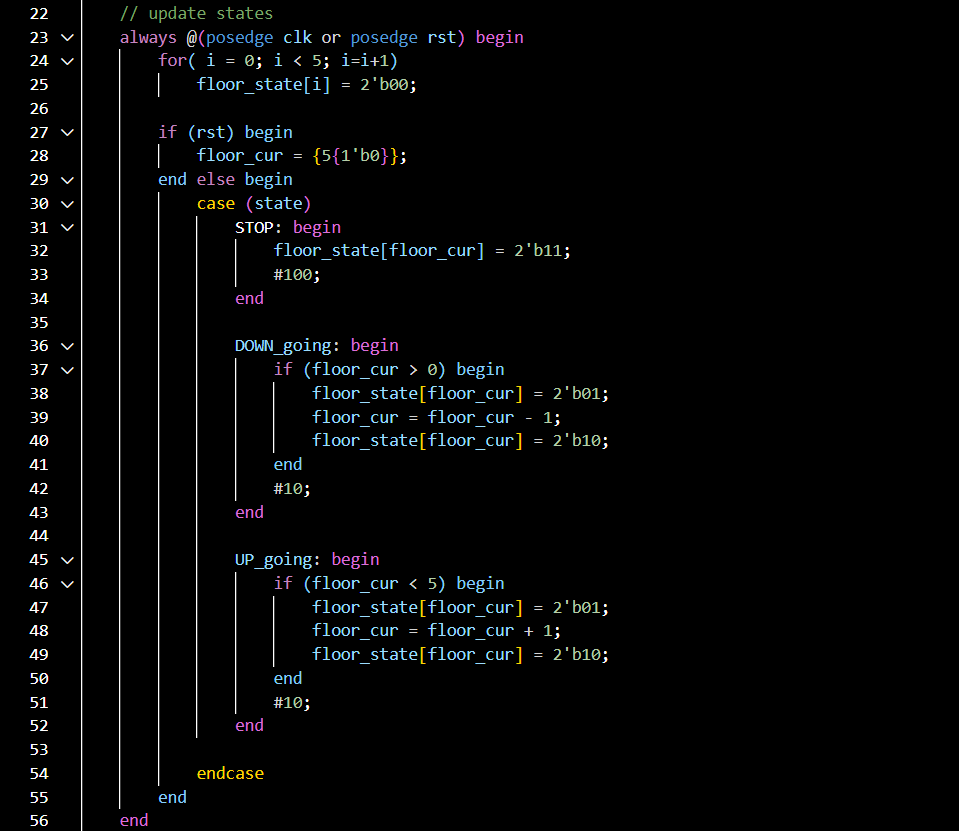 22 // update states
23 always @(posedge clk or posedge rst) begin
24 for( i = 0; i < 5; i=i+1)
25 floor_state[i] = 2'b00;
26
27 if (rst) begin
28 floor_cur = {5{1'b0}};
29 end else begin
30 case (state)
31 STOP: begin
32 floor_state[floor_cur] = 2'b11;
33 #100;
34 end
35
36 DOWN_going: begin
37 if (floor_cur > 0) begin
38 floor_state[floor_cur] = 2'b01;
39 floor_cur = floor_cur - 1;
40 floor_state[floor_cur] = 2'b10;
41 end
42 #10;
43 end
44
45 UP_going: begin
46 if (floor_cur < 5) begin
47 floor_state[floor_cur] = 2'b01;
48 floor_cur = floor_cur + 1;
49 floor_state[floor_cur] = 2'b10;
50 end
51 #10;
52 end
53
54 endcase
55 end
56 end